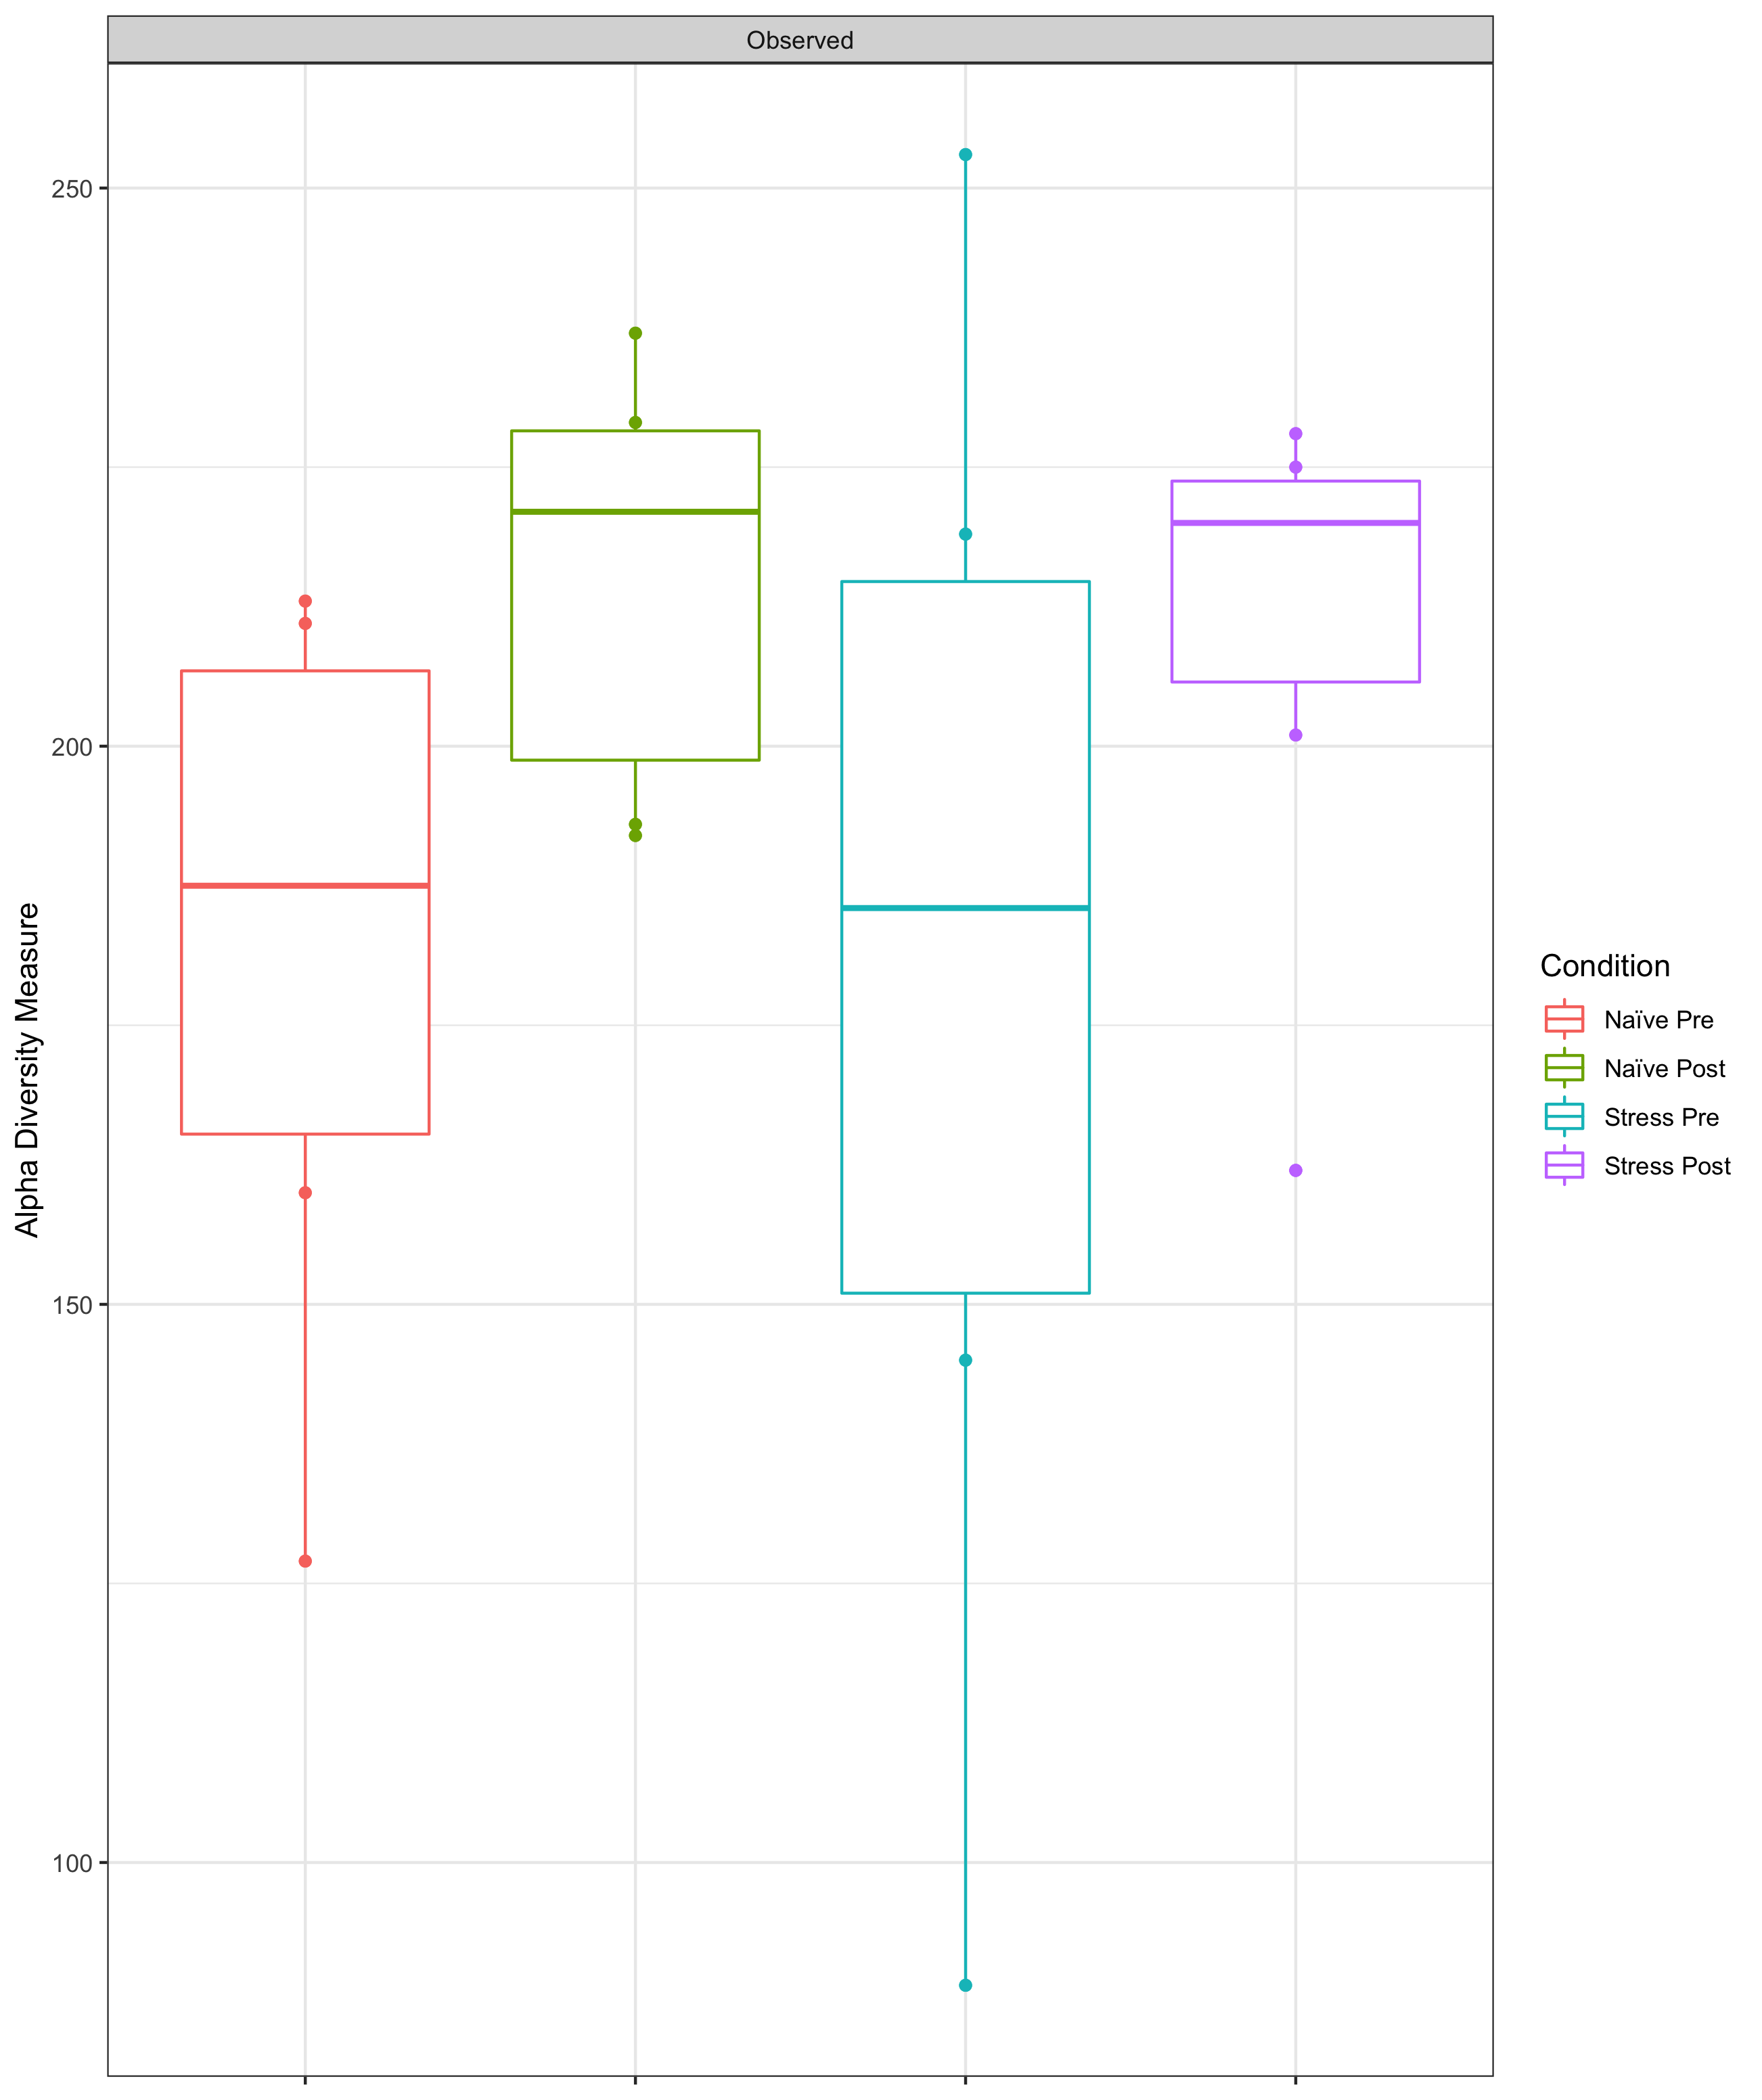 Observed
250
200
150
100
Alpha Diversity Measure
Condition
Naïve Pre
Naïve Post
Stress Pre
Stress Post